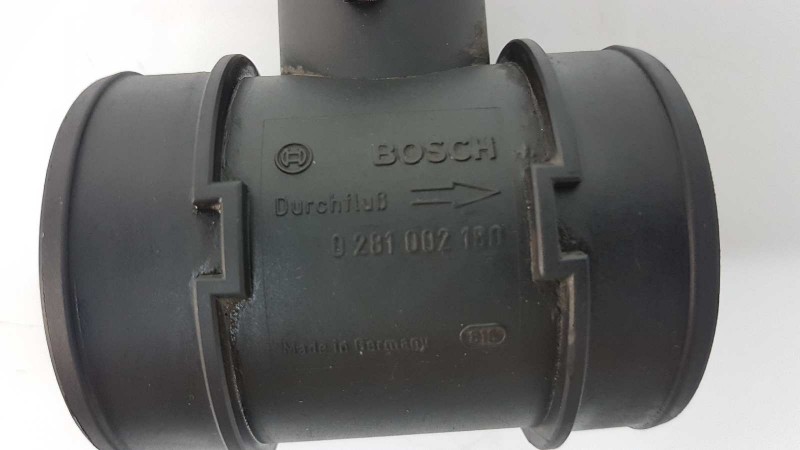 BOSCH
Durchfluß
0 281 002 180
Made in Germany